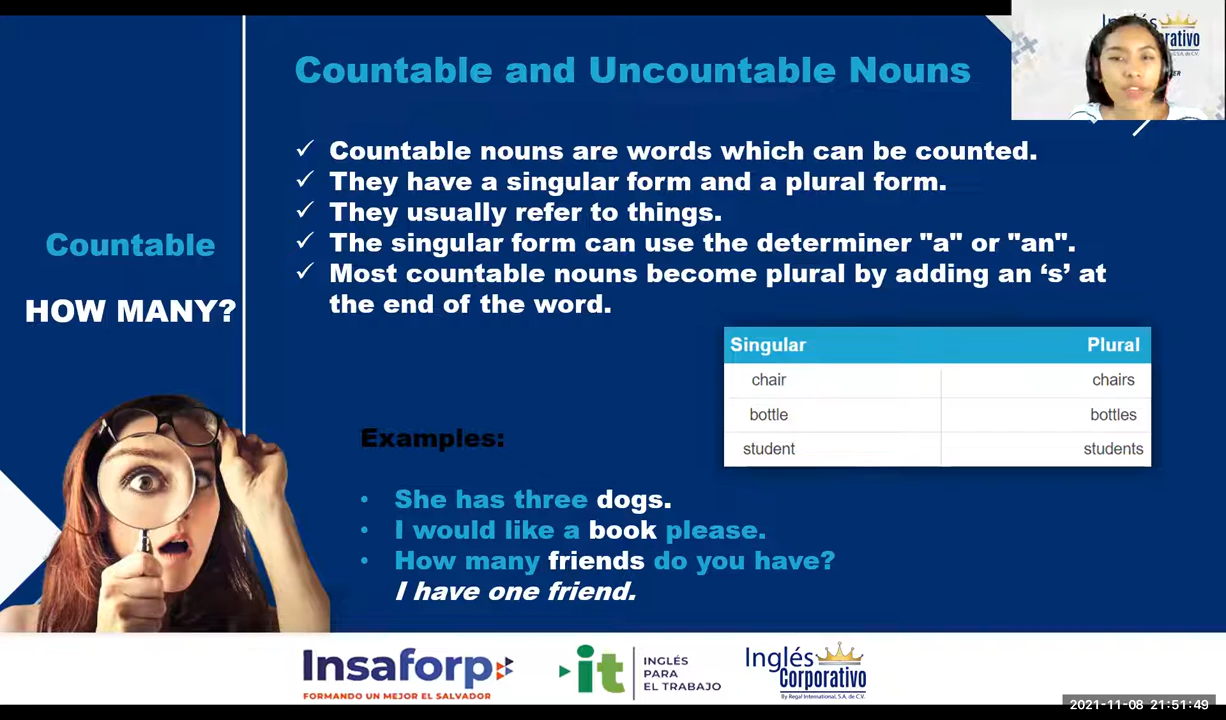 Countable and Uncountable Nouns
Countable nouns are words which can be counted.
They have a singular form and a plural form.
They usually refer to things.
The singular form can use the determiner "a" or "an".
Most countable nouns become plural by adding an ‘s’ at
the end of the word.
Countable
HOW MANY?
Singular Plural
chair chairs
bottle bottles
student students
Examples:
• She has three dogs.
• I would like a book please.
• How many friends do you have?
I have one friend.
Insaforp
FORMANDO UN MEJOR EL SALVADOR
it
INGLÉS
PARA
EL TRABAJO
Inglés
Corporativo
By Regal International, S.A. de C.V.
2021-11-08 21:51:49